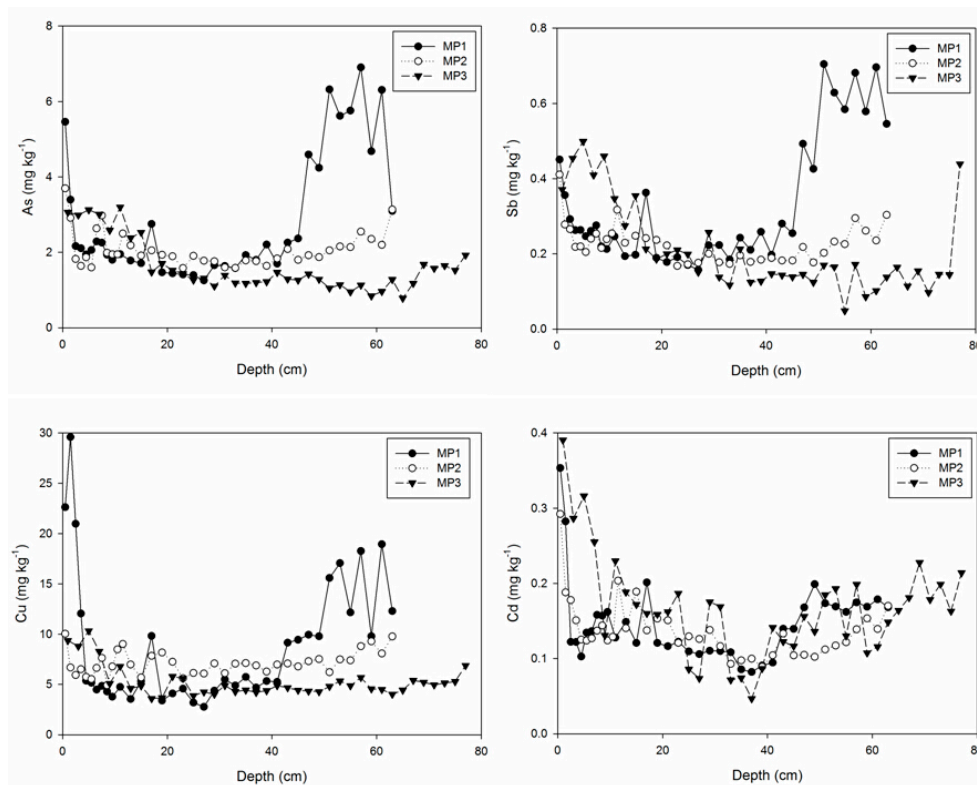 8
6
4
2
0
As (mg kg⁻¹)
0 20 40 60 80
Depth (cm)
MP1
MP2
MP3
0.8
0.6
0.4
0.2
0.0
Sb (mg kg⁻¹)
0 20 40 60 80
Depth (cm)
MP1
MP2
MP3
30
25
20
15
10
5
0
Cu (mg kg⁻¹)
0 20 40 60 80
Depth (cm)
MP1
MP2
MP3
0.4
0.3
0.2
0.1
0.0
Cd (mg kg⁻¹)
0 20 40 60 80
Depth (cm)
MP1
MP2
MP3